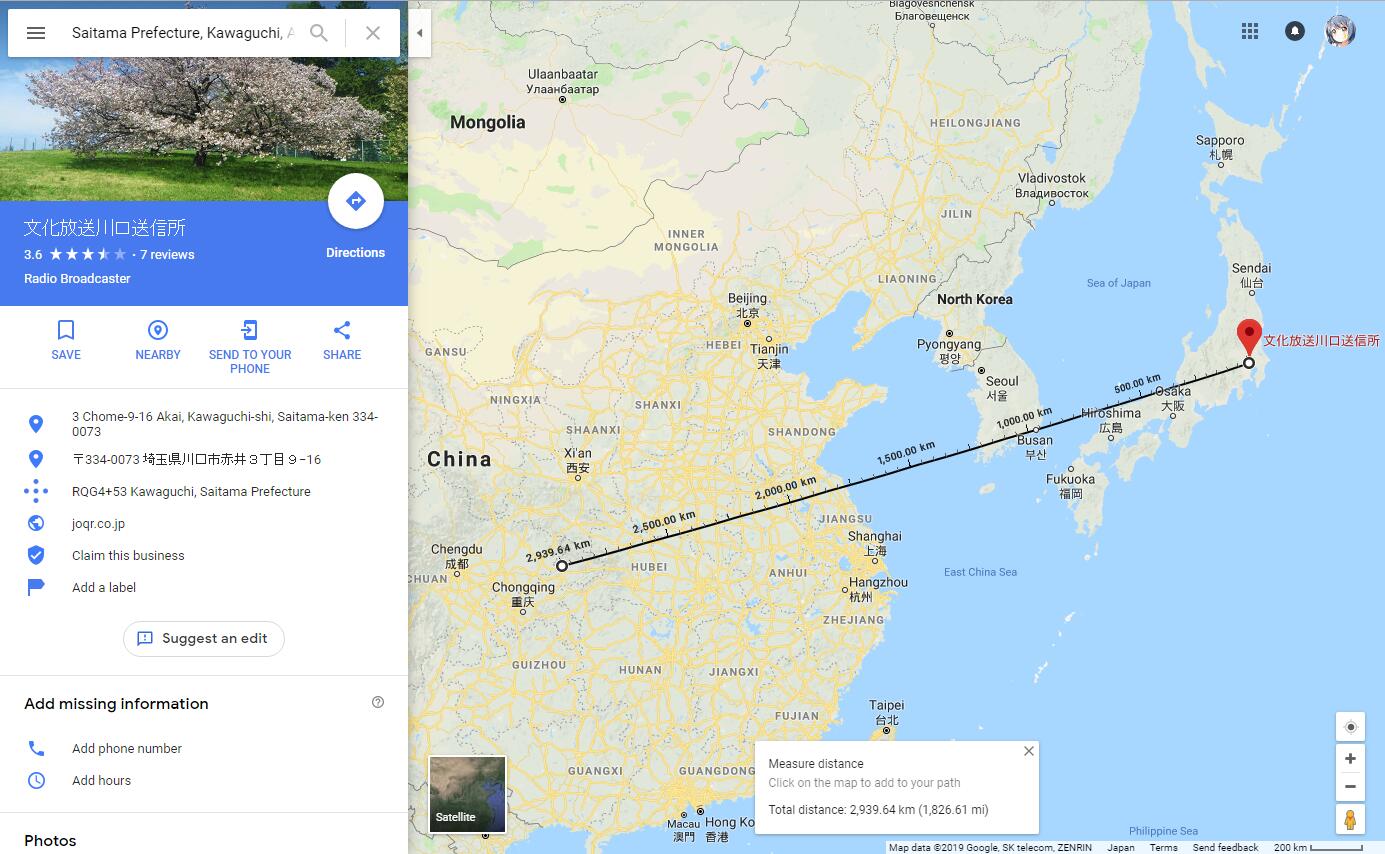 Saitama Prefecture, Kawaguchi, A
文化放送川口送信所
3.6 ★★★★★ · 7 reviews
Radio Broadcaster
Directions
SAVE
NEARBY
SEND TO YOUR
PHONE
SHARE
3 Chome-9-16 Akai, Kawaguchi-shi, Saitama-ken 334-
0073
〒334-0073 埼玉県川口市赤井３丁目９−16
RQG4+53 Kawaguchi, Saitama Prefecture
joqr.co.jp
Claim this business
Add a label
Suggest an edit
Add missing information
Add phone number
Add hours
Photos
Blagoveshchensk
Благовещенск
Ulaanbaatar
Улаанбаатар
Mongolia
HEILONGJIANG
Sapporo
札幌
Vladivostok
Владивосток
JILIN
INNER
MONGOLIA
LIAONING
Sea of Japan
Sendai
仙台
North Korea
Beijing
北京
HEBEI
Tianjin
天津
Pyongyang
평양
文化放送川口送信所
GANSU
Seoul
서울
500.00 km
Osaka
大阪
NINGXIA
SHANXI
1,000.00 km
Hiroshima
広島
SHAANXI
SHANDONG
Busan
부산
China
Xi'an
西安
1,500.00 km
Fukuoka
福岡
2,000.00 km
2,500.00 km
JIANGSU
2,939.64 km
Shanghai
上海
Chengdu
成都
CHUAN
HUBEI
ANHUI
East China Sea
Chongqing
重庆
Hangzhou
杭州
ZHEJIANG
GUIZHOU
HUNAN
JIANGXI
FUJIAN
Taipei
台北
GUANGXI
GUANGDONG
Macau
澳門
Hong Ko
香港
Satellite
Measure distance
Click on the map to add to your path
Total distance: 2,939.64 km (1,826.61 mi)
Philippine Sea
Map data ©2019 Google, SK telecom, ZENRIN
Japan
Terms
Send feedback
200 km